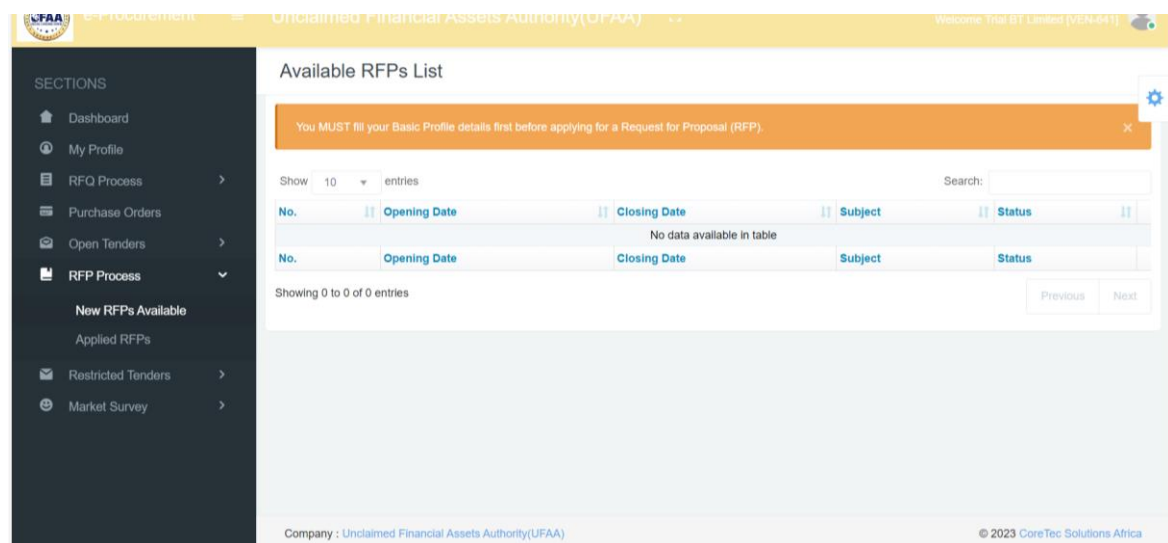 UFAA
e-Procurement
Unclaimed Financial Assets Authority(UFAA)
Welcome Trial BT Limited [VEN-641]
SECTIONS
Dashboard
My Profile
RFQ Process
Purchase Orders
Open Tenders
RFP Process
New RFPs Available
Applied RFPs
Restricted Tenders
Market Survey
Available RFPs List
You MUST fill your Basic Profile details first before applying for a Request for Proposal (RFP). ×
Show 10 entries Search:
No. Opening Date Closing Date Subject Status
No data available in table
No. Opening Date Closing Date Subject Status
Showing 0 to 0 of 0 entries Previous Next
Company : Unclaimed Financial Assets Authority(UFAA) © 2023 CoreTec Solutions Africa